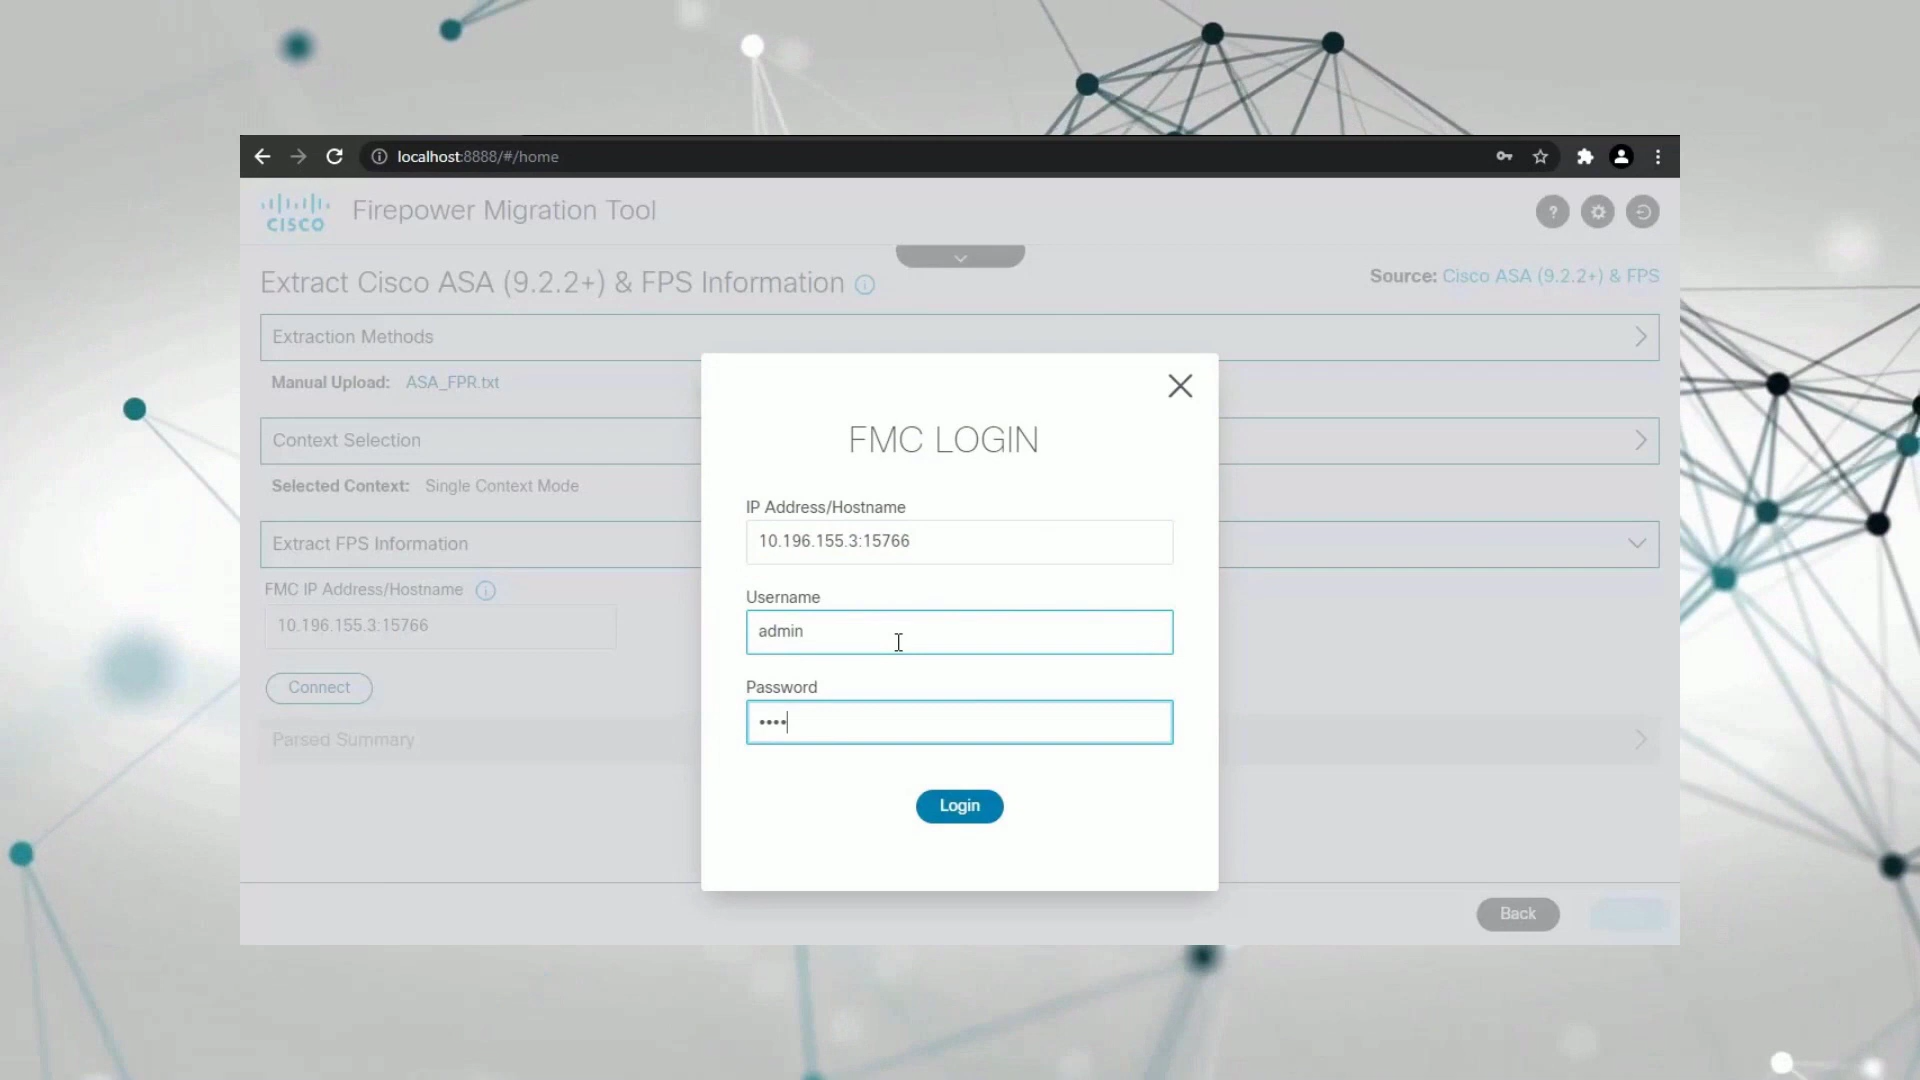 localhost:8888/#/home
CISCO
Firepower Migration Tool
?
Extract Cisco ASA (9.2.2+) & FPS Information
Source: Cisco ASA (9.2.2+) & FPS
Extraction Methods
Manual Upload: ASA_FPR.txt
Context Selection
Selected Context: Single Context Mode
Extract FPS Information
FMC IP Address/Hostname
10.196.155.3:15766
Connect
Parsed Summary
FMC LOGIN
IP Address/Hostname
10.196.155.3:15766
Username
admin
Password
••••
Login
Back